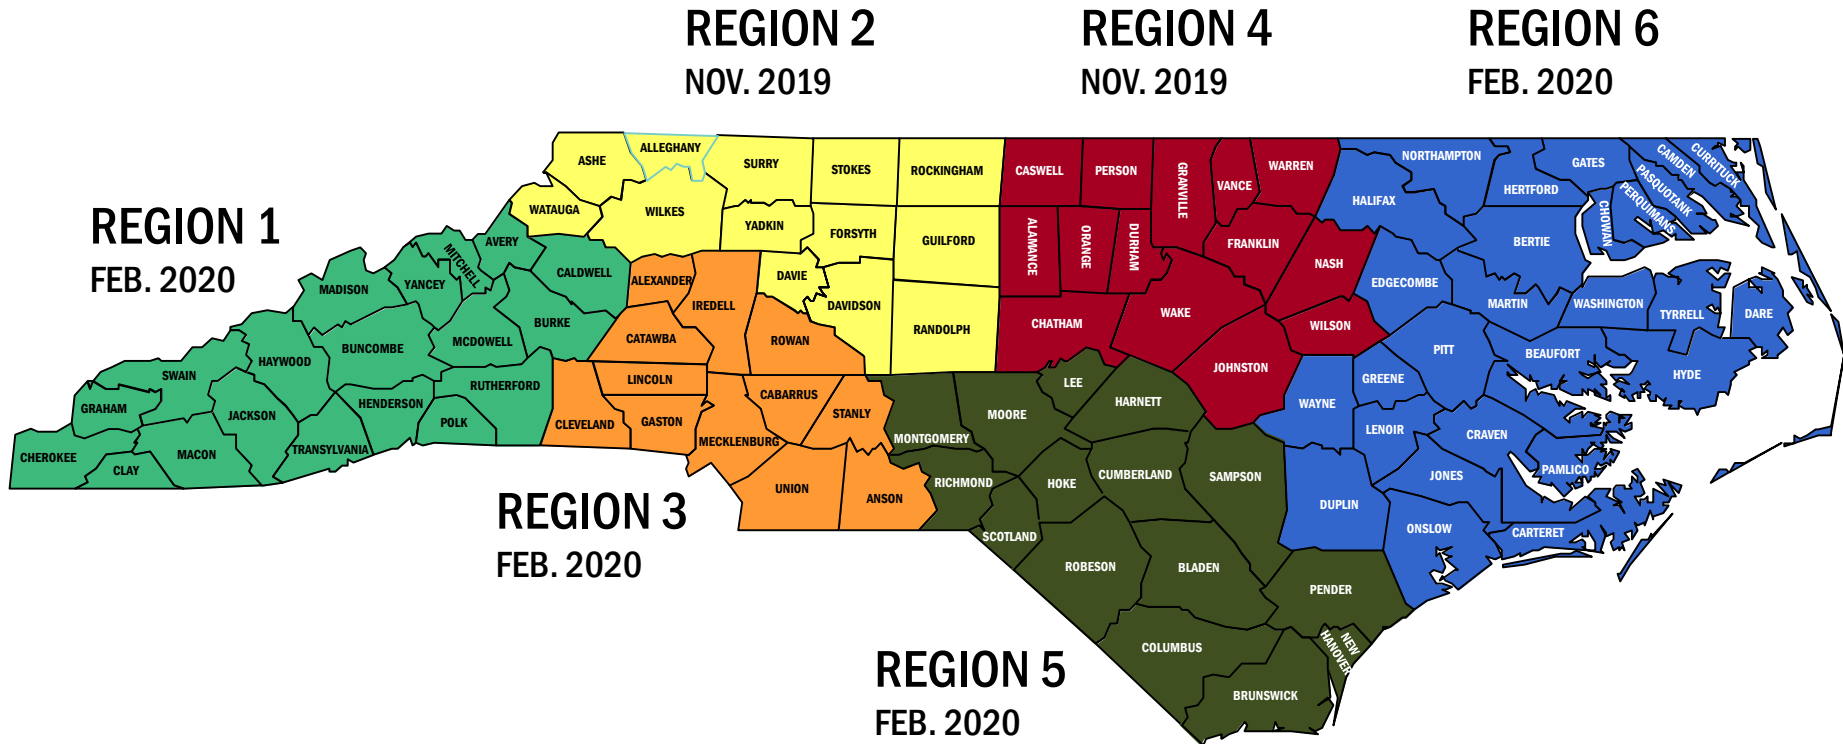 REGION 2
NOV. 2019
REGION 4
NOV. 2019
REGION 6
FEB. 2020
REGION 1
FEB. 2020
REGION 3
FEB. 2020
REGION 5
FEB. 2020
ASHE
ALLEGHANY
SURRY
STOKES
ROCKINGHAM
WATAUGA
WILKES
YADKIN
FORSYTH
GUILFORD
DAVIE
DAVIDSON
RANDOLPH
CASWELL
PERSON
GRANVILLE
VANCE
WARREN
ALAMANCE
ORANGE
DURHAM
FRANKLIN
NASH
WAKE
CHATHAM
WILSON
JOHNSTON
NORTHAMPTON
GATES
CAMDEN
CURRITUCK
HERTFORD
PASQUOTANK
PERQUIMANS
CHOWAN
HALIFAX
BERTIE
EDGECOMBE
MARTIN
WASHINGTON
TYRRELL
DARE
PITT
BEAUFORT
HYDE
GREENE
WAYNE
LENOIR
CRAVEN
PAMLICO
JONES
DUPLIN
ONSLOW
CARTERET
AVERY
MITCHELL
CALDWELL
YANCEY
MADISON
BURKE
MCDOWELL
BUNCOMBE
HAYWOOD
SWAIN
RUTHERFORD
HENDERSON
POLK
GRAHAM
JACKSON
TRANSYLVANIA
CHEROKEE
CLAY
MACON
ALEXANDER
IREDELL
CATAWBA
ROWAN
LINCOLN
CABARRUS
STANLY
CLEVELAND
GASTON
MECKLENBURG
UNION
ANSON
LEE
HARNETT
MOORE
MONTGOMERY
RICHMOND
HOKE
CUMBERLAND
SAMPSON
SCOTLAND
ROBESON
BLADEN
PENDER
COLUMBUS
NEW
HANOVER
BRUNSWICK